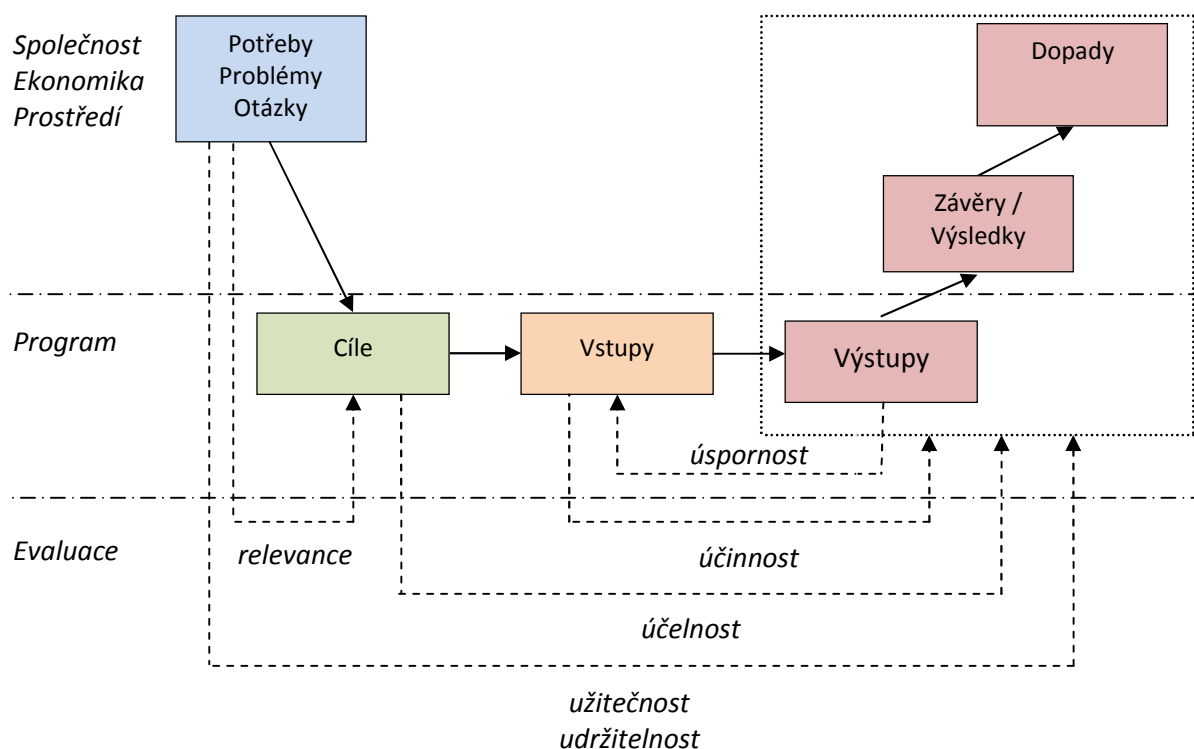 Společnost
Ekonomika
Prostředí
Potřeby
Problémy
Otázky
Dopady
Závěry /
Výsledky
Program
Cíle
Vstupy
Výstupy
úspornost
Evaluace
relevance
účinnost
účelnost
užitečnost
udržitelnost